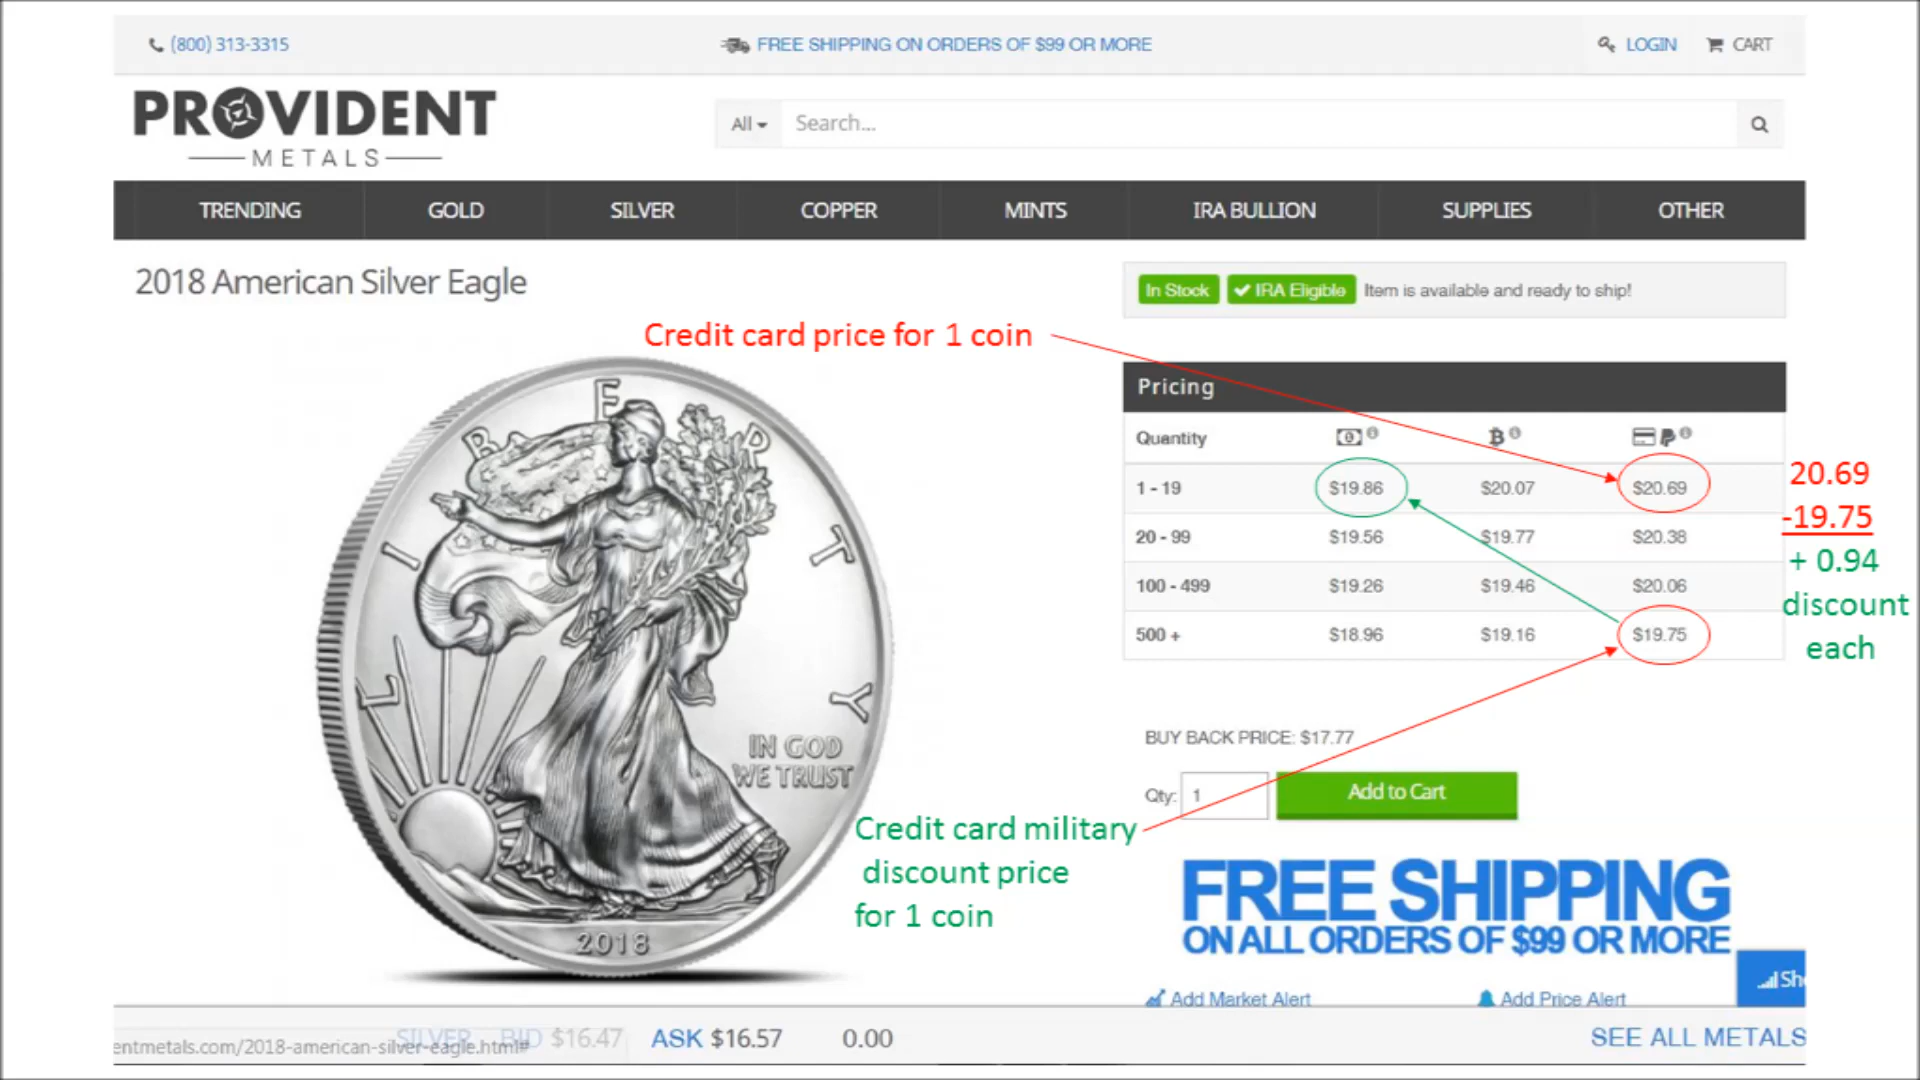 (800) 313-3315
FREE SHIPPING ON ORDERS OF $99 OR MORE
LOGIN
CART
PROVIDENT
METALS
All
Search...
TRENDING GOLD SILVER COPPER MINTS IRA BULLION SUPPLIES OTHER
2018 American Silver Eagle
In Stock
IRA Eligible
Item is available and ready to ship!
Credit card price for 1 coin
LIBERTY
IN GOD
WE TRUST
2018
Pricing
Quantity
1 - 19 $19.86 $20.07 $20.69
20 - 99 $19.56 $19.77 $20.38
100 - 499 $19.26 $19.46 $20.06
500 + $18.96 $19.16 $19.75
20.69
-19.75
+ 0.94
discount
each
BUY BACK PRICE: $17.77
Qty: 1
Add to Cart
Credit card military
discount price
for 1 coin
FREE SHIPPING
ON ALL ORDERS OF $99 OR MORE
Sho
Add Market Alert
Add Price Alert
SILVER BID $16.47 ASK $16.57 0.00
SEE ALL METALS
entmetals.com/2018-american-silver-eagle.html#